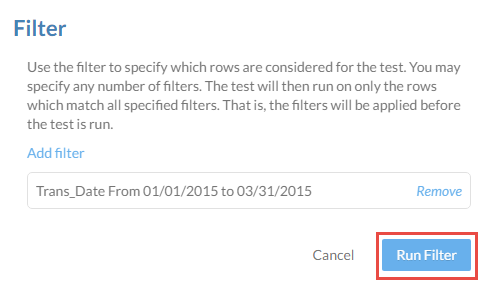 Filter
Use the filter to specify which rows are considered for the test. You may
specify any number of filters. The test will then run on only the rows
which match all specified filters. That is, the filters will be applied before
the test is run.
Add filter
Trans_Date From 01/01/2015 to 03/31/2015 Remove
Cancel Run Filter